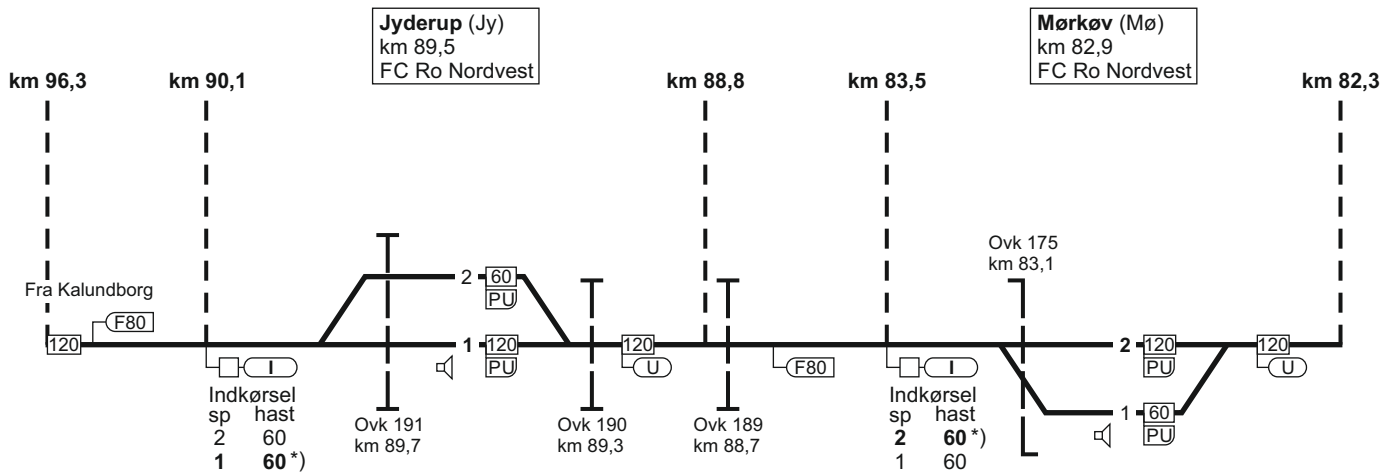 Jyderup (Jy)
km 89,5
FC Ro Nordvest
Mørkøv (Mø)
km 82,9
FC Ro Nordvest
km 96,3
km 90,1
km 88,8
km 83,5
km 82,3
Fra Kalundborg
120
F80
I
Indkørsel
sp hast
2 60
1 60 *)
Ovk 191
km 89,7
2 60
PU
1 120
PU
Ovk 190
km 89,3
120
U
Ovk 189
km 88,7
F80
I
Indkørsel
sp hast
2 60 *)
1 60
Ovk 175
km 83,1
2 120
PU
1 60
PU
120
U